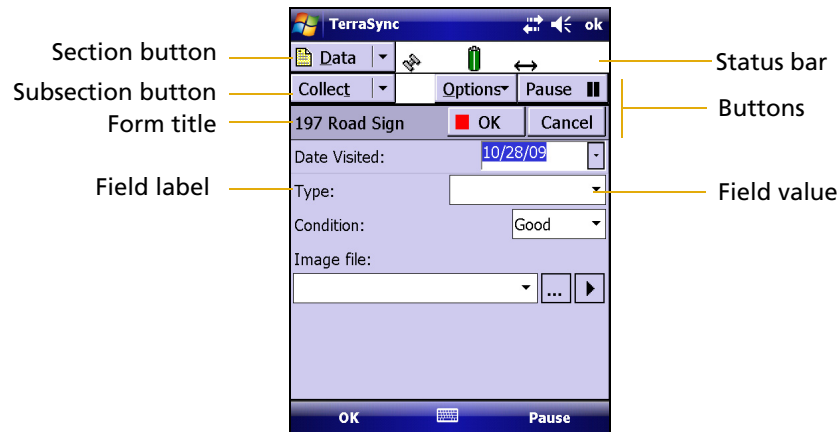 TerraSync ok
Section button
Data
Status bar
Subsection button
Collect Options Pause
Buttons
Form title
197 Road Sign OK Cancel
Date Visited: 10/28/09
Field label
Type:
Field value
Condition: Good
Image file:
...
OK Pause